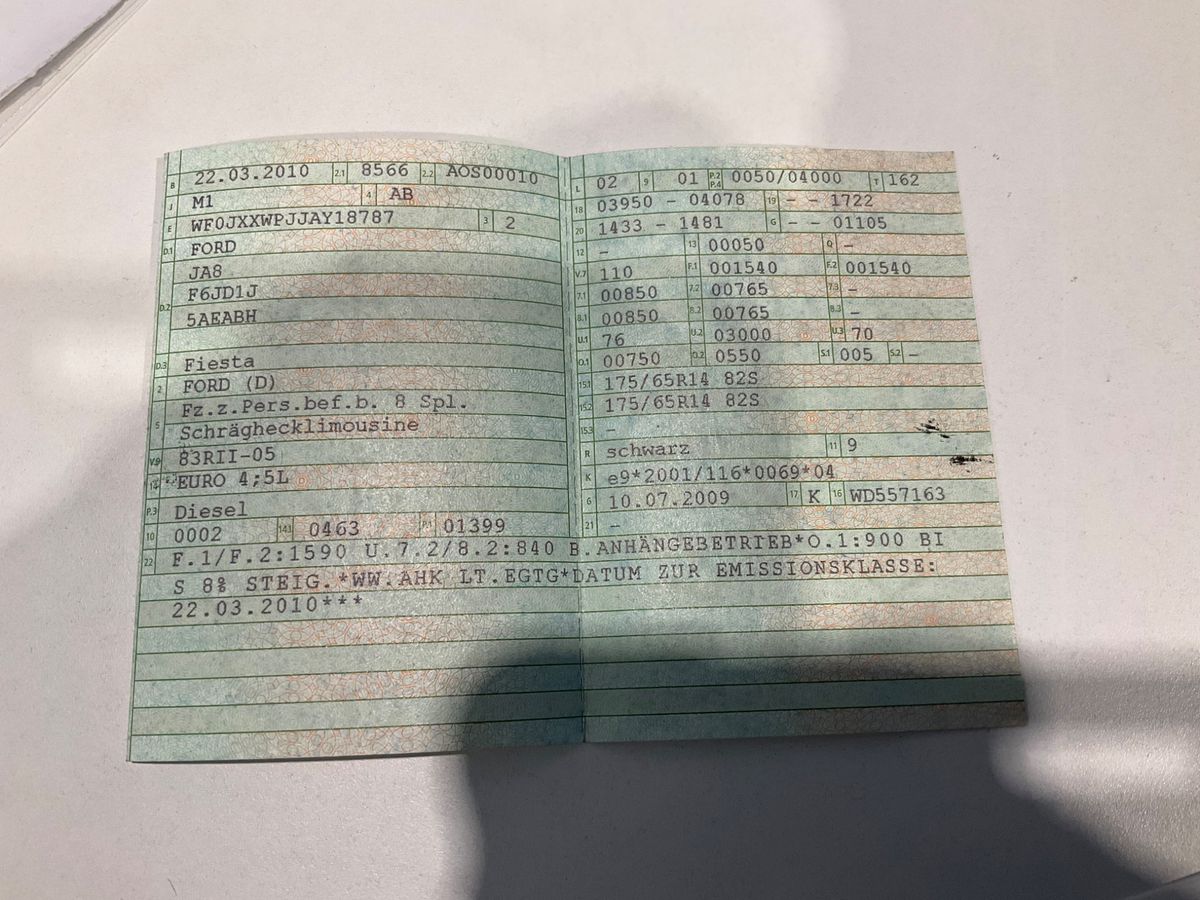 B 22.03.2010 2.1 8566 2.2 AOS00010
J M1 4 AB
E WF0JXXWPJJAY18787 3 2
D.1 FORD
JA8
D.2 F6JD1J
5AEABH
D.3 Fiesta
2 FORD (D)
Fz.z.Pers.bef.b. 8 Spl.
5 Schräghecklimousine
V.9 83RII-05
14 EURO 4;5L
P.3 Diesel
10 0002 14.1 0463 P.1 01399
L 02 9 01 P.2 P.4 0050/04000 T 162
18 03950 - 04078 19 - - 1722
20 1433 - 1481 G - - 01105
12 - 13 00050 Q -
V.7 110 F.1 001540 F.2 001540
7.1 00850 7.2 00765 7.3 -
8.1 00850 8.2 00765 8.3 -
U.1 76 U.2 03000 U.3 70
O.1 00750 O.2 0550 S.1 005 S.2 -
15.1 175/65R14 82S
15.2 175/65R14 82S
15.3 -
R schwarz 11 9
K e9*2001/116*0069*04
6 10.07.2009 17 K 16 WD557163
21 -
22 F.1/F.2:1590 U.7.2/8.2:840 B.ANHÄNGEBETRIEB*O.1:900 BI
S 8% STEIG.*WW.AHK LT.EGTG*DATUM ZUR EMISSIONSKLASSE:
22.03.2010***